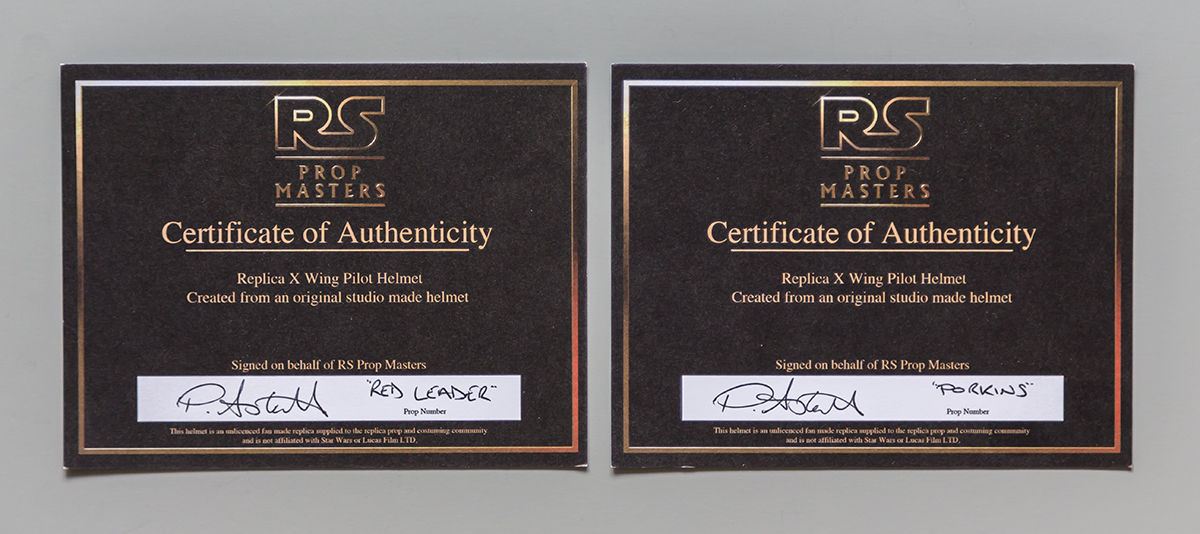 RS
PROP
MASTERS
Certificate of Authenticity
Replica X Wing Pilot Helmet
Created from an original studio made helmet
Signed on behalf of RS Prop Masters
"RED LEADER"
Prop Number
This helmet is an unlicenced fan made replica supplied to the replica prop and costuming community
and is not affiliated with Star Wars or Lucas Film LTD.
RS
PROP
MASTERS
Certificate of Authenticity
Replica X Wing Pilot Helmet
Created from an original studio made helmet
Signed on behalf of RS Prop Masters
"PORKINS"
Prop Number
This helmet is an unlicenced fan made replica supplied to the replica prop and costuming community
and is not affiliated with Star Wars or Lucas Film LTD.